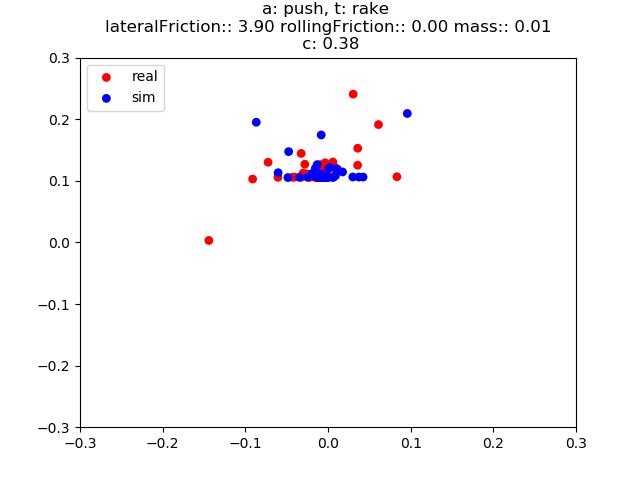 a: push, t: rake
lateralFriction:: 3.90 rollingFriction:: 0.00 mass:: 0.01
c: 0.38
real
sim
0.3
0.2
0.1
0.0
−0.1
−0.2
−0.3
−0.3
−0.2
−0.1
0.0
0.1
0.2
0.3